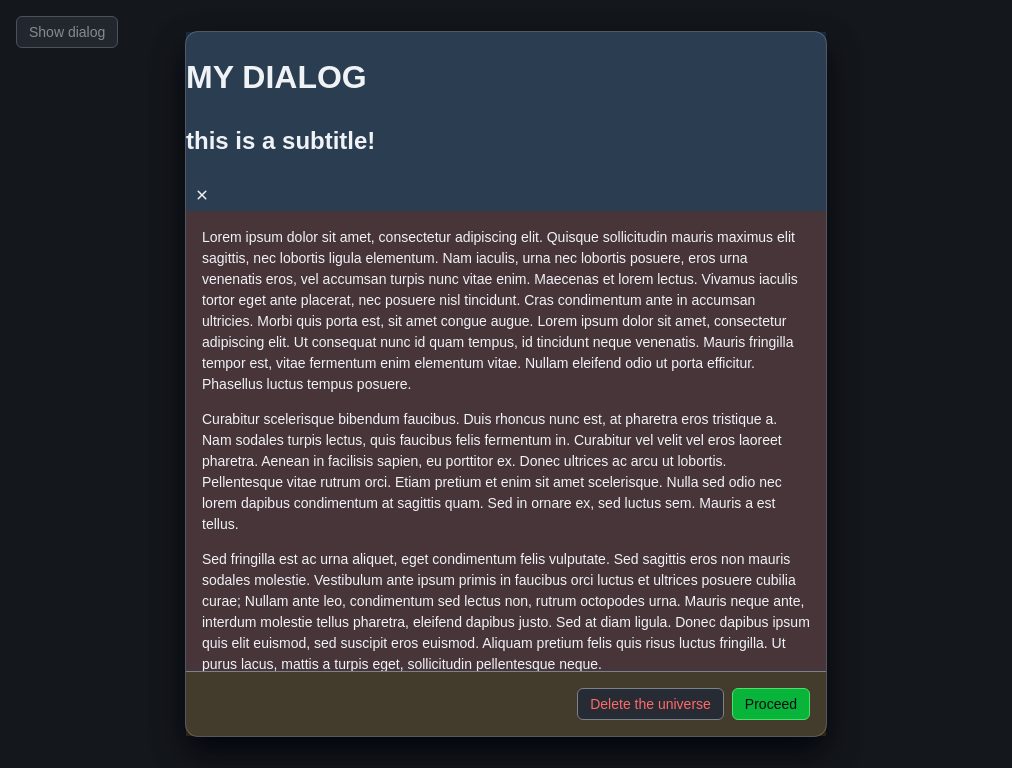 Show dialog
MY DIALOG
this is a subtitle!
×
Lorem ipsum dolor sit amet, consectetur adipiscing elit. Quisque sollicitudin mauris maximus elit
sagittis, nec lobortis ligula elementum. Nam iaculis, urna nec lobortis posuere, eros urna
venenatis eros, vel accumsan turpis nunc vitae enim. Maecenas et lorem lectus. Vivamus iaculis
tortor eget ante placerat, nec posuere nisl tincidunt. Cras condimentum ante in accumsan
ultricies. Morbi quis porta est, sit amet congue augue. Lorem ipsum dolor sit amet, consectetur
adipiscing elit. Ut consequat nunc id quam tempus, id tincidunt neque venenatis. Mauris fringilla
tempor est, vitae fermentum enim elementum vitae. Nullam eleifend odio ut porta efficitur.
Phasellus luctus tempus posuere.
Curabitur scelerisque bibendum faucibus. Duis rhoncus nunc est, at pharetra eros tristique a.
Nam sodales turpis lectus, quis faucibus felis fermentum in. Curabitur vel velit vel eros laoreet
pharetra. Aenean in facilisis sapien, eu porttitor ex. Donec ultrices ac arcu ut lobortis.
Pellentesque vitae rutrum orci. Etiam pretium et enim sit amet scelerisque. Nulla sed odio nec
lorem dapibus condimentum at sagittis quam. Sed in ornare ex, sed luctus sem. Mauris a est
tellus.
Sed fringilla est ac urna aliquet, eget condimentum felis vulputate. Sed sagittis eros non mauris
sodales molestie. Vestibulum ante ipsum primis in faucibus orci luctus et ultrices posuere cubilia
curae; Nullam ante leo, condimentum sed lectus non, rutrum octopodes urna. Mauris neque ante,
interdum molestie tellus pharetra, eleifend dapibus justo. Sed at diam ligula. Donec dapibus ipsum
quis elit euismod, sed suscipit eros euismod. Aliquam pretium felis quis risus luctus fringilla. Ut
purus lacus, mattis a turpis eget, sollicitudin pellentesque neque.
Delete the universe
Proceed